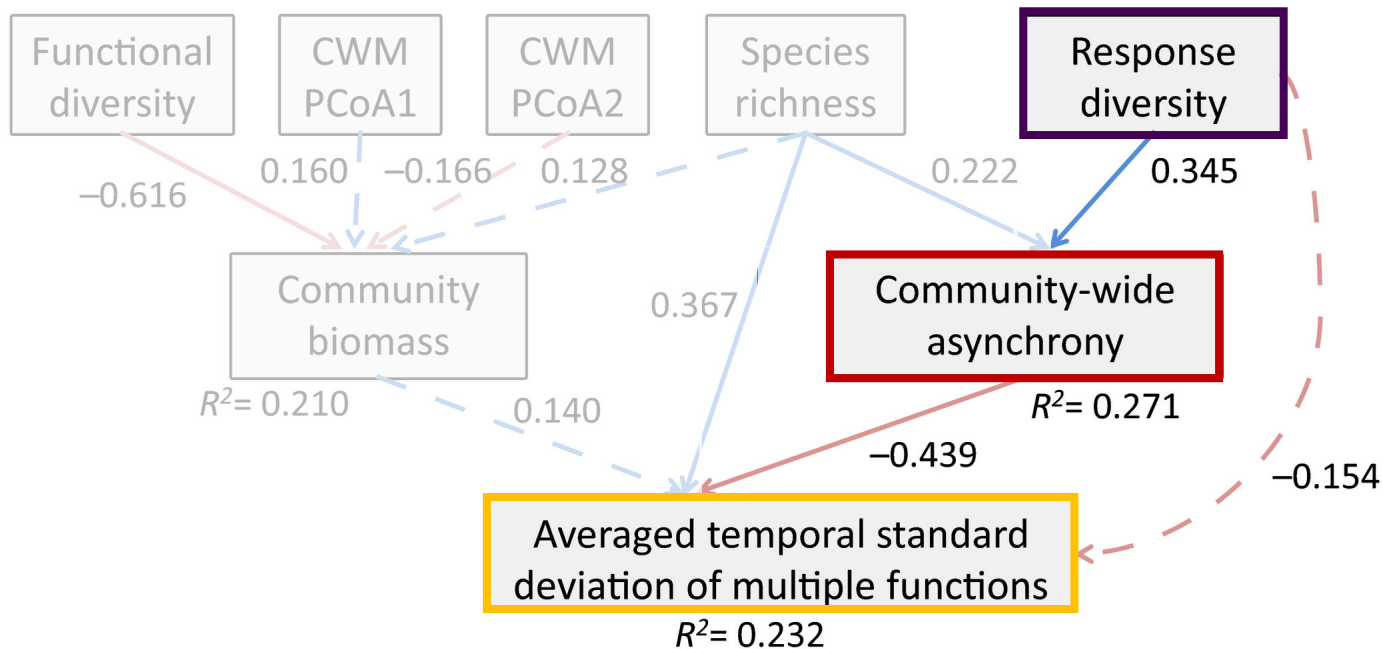 Functional
diversity
CWM
PCoA1
CWM
PCoA2
Species
richness
Response
diversity
–0.616
0.160
–0.166
0.128
0.222
0.345
Community
biomass
R²= 0.210
0.367
Community-wide
asynchrony
R²= 0.271
0.140
–0.439
–0.154
Averaged temporal standard
deviation of multiple functions
R²= 0.232